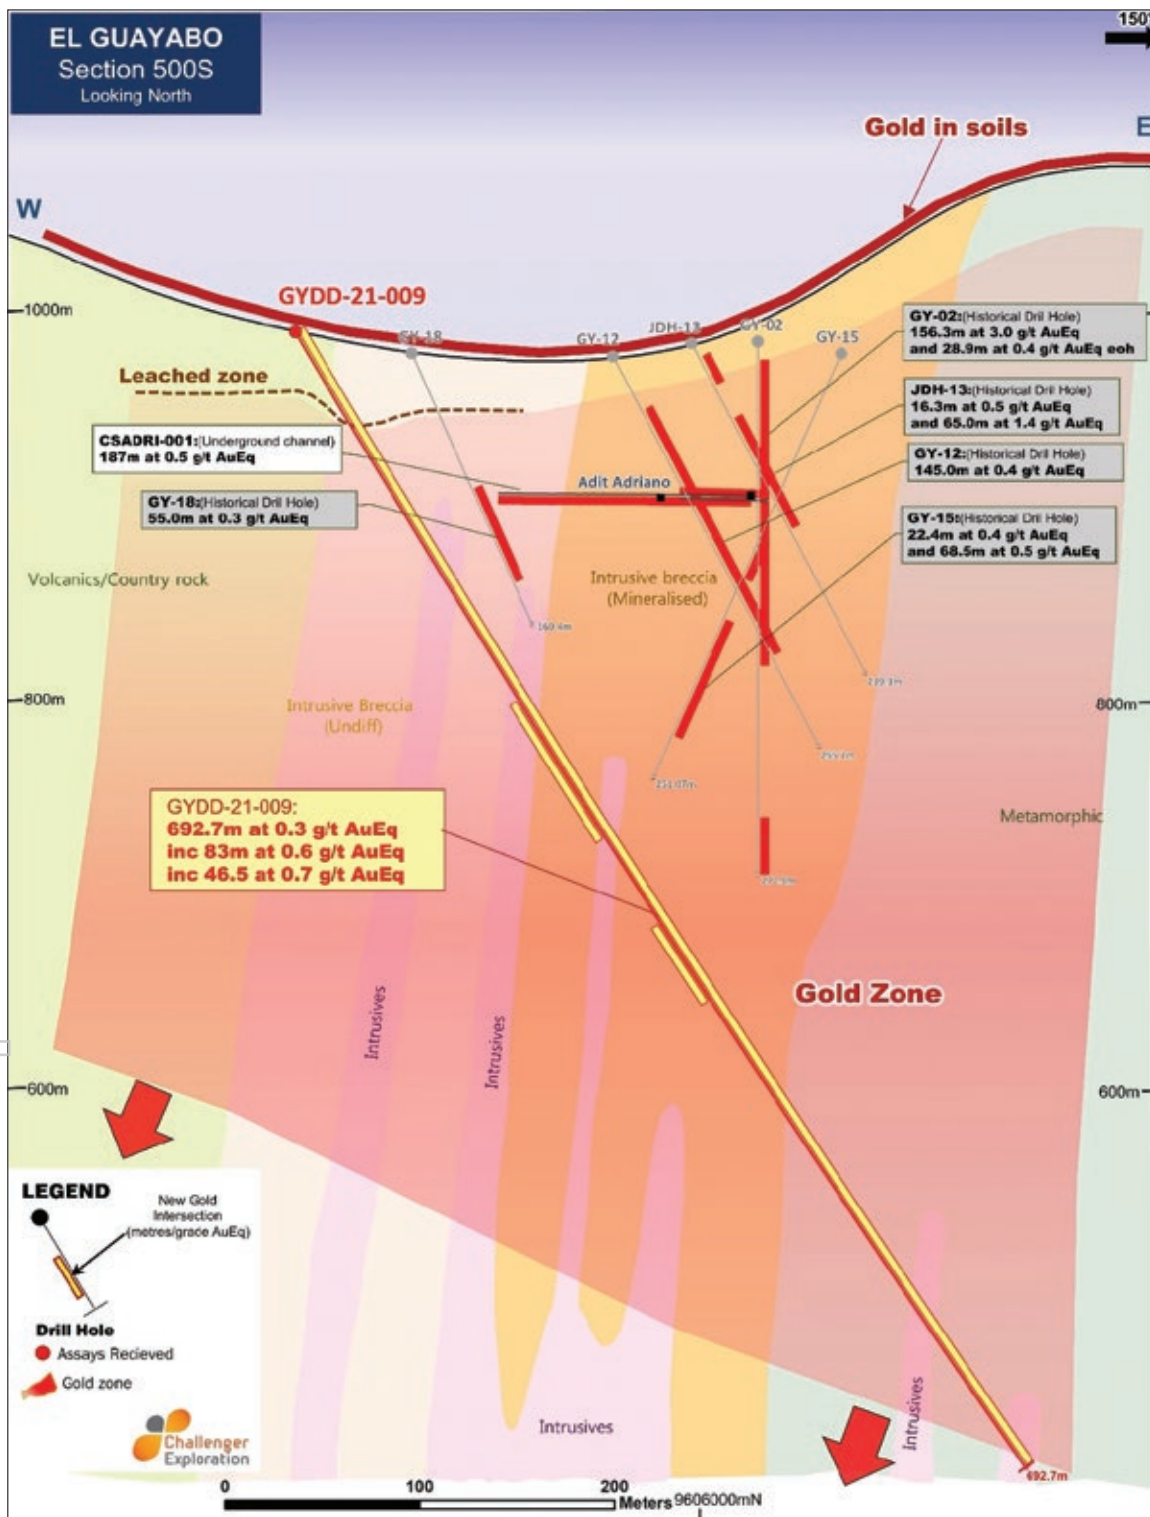 EL GUAYABO
Section 500S
Looking North
150°
Gold in soils
E
W
1000m
GYDD-21-009
GY-18
GY-12
JDH-13
GY-02
GY-15
GY-02:(Historical Dril Hole)
156.3m at 3.0 g/t AuEq
and 28.9m at 0.4 g/t AuEq eoh
Leached zone
JDH-13:(Historical Drill Hole)
16.3m at 0.5 g/t AuEq
and 65.0m at 1.4 g/t AuEq
CSADRI-001:(Underground channel)
187m at 0.5 g/t AuEq
GY-12:(Historical Dril Hole)
145.0m at 0.4 g/t AuEq
Adit Adriano
GY-18:(Historical Dril Hole)
55.0m at 0.3 g/t AuEq
GY-15:(Historical Dril Hole)
22.4m at 0.4 g/t AuEq
and 68.5m at 0.5 g/t AuEq
Volcanics/Country rock
Intrusive breccia
(Mineralised)
160.4m
800m
800m
Intrusive Breccia
(Undiff)
251.07m
GYDD-21-009:
692.7m at 0.3 g/t AuEq
inc 83m at 0.6 g/t AuEq
inc 46.5 at 0.7 g/t AuEq
Metamorphic
Gold Zone
Intrusives
Intrusives
600m
600m
LEGEND
New Gold
Intersection
(metres/grade AuEq)
Drill Hole
Assays Recieved
Gold zone
Challenger
Exploration
Intrusives
Intrusives
692.7m
0
100
200
Meters
9606000mN